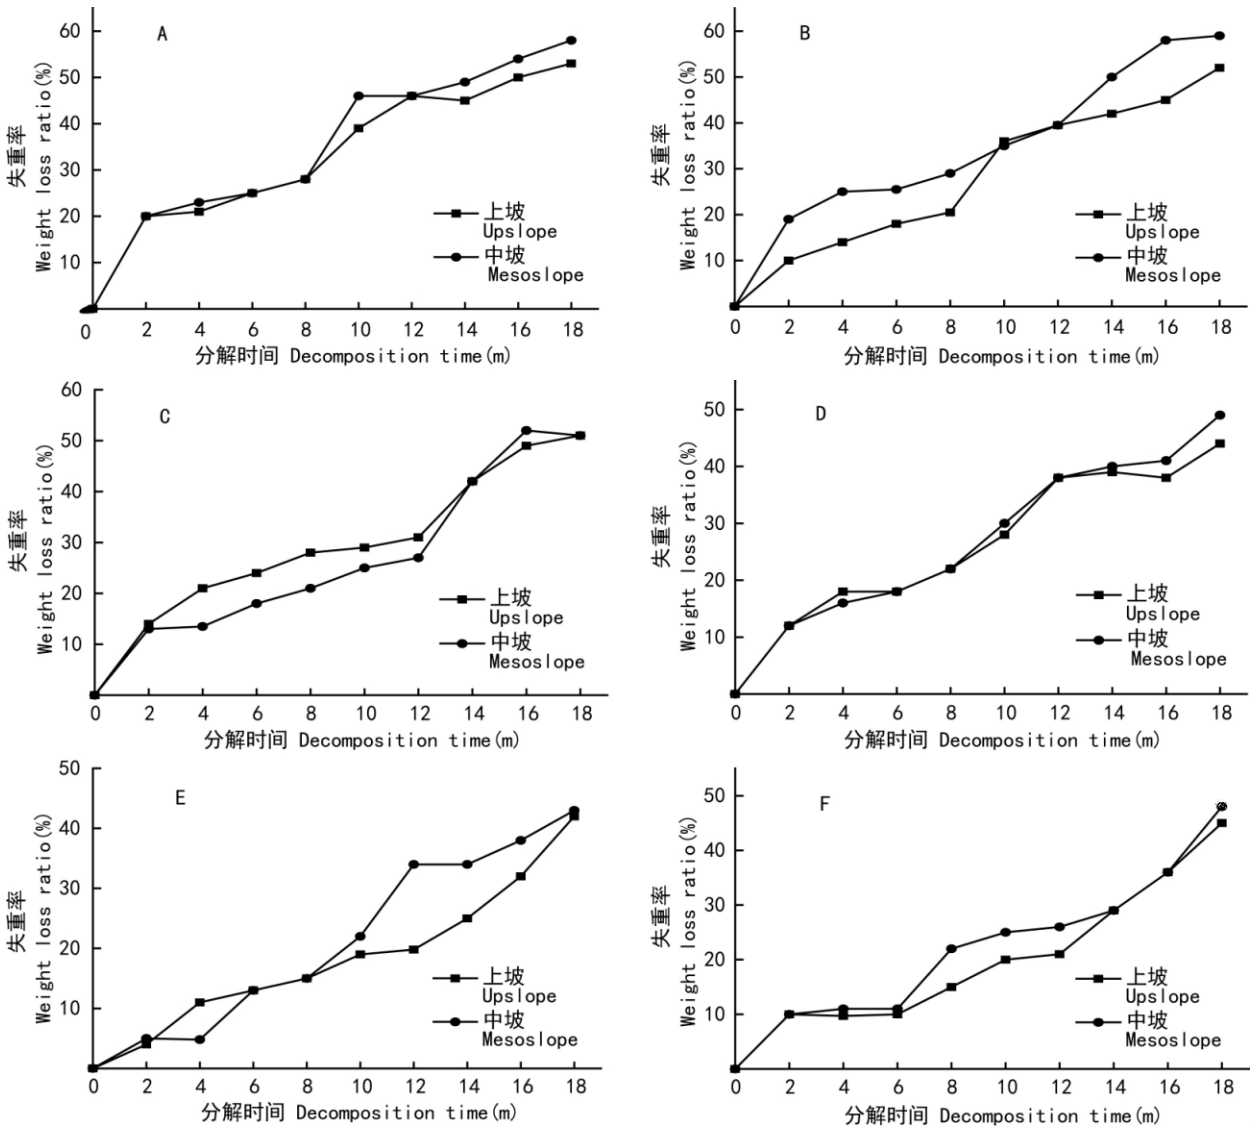 A
60
50
40
30
20
10
失重率
Weight loss ratio(%)
上坡
Upslope
中坡
Mesoslope
0 2 4 6 8 10 12 14 16 18
分解时间 Decomposition time(m)
B
60
50
40
30
20
10
失重率
Weight loss ratio(%)
上坡
Upslope
中坡
Mesoslope
0 2 4 6 8 10 12 14 16 18
分解时间 Decomposition time(m)
C
60
50
40
30
20
10
失重率
Weight loss ratio(%)
上坡
Upslope
中坡
Mesoslope
0 2 4 6 8 10 12 14 16 18
分解时间 Decomposition time(m)
D
50
40
30
20
10
失重率
Weight loss ratio(%)
上坡
Upslope
中坡
Mesoslope
0 2 4 6 8 10 12 14 16 18
分解时间 Decomposition time(m)
E
50
40
30
20
10
失重率
Weight loss ratio(%)
上坡
Upslope
中坡
Mesoslope
0 2 4 6 8 10 12 14 16 18
分解时间 Decomposition time(m)
F
50
40
30
20
10
失重率
Weight loss ratio(%)
上坡
Upslope
中坡
Mesoslope
0 2 4 6 8 10 12 14 16 18
分解时间 Decomposition time(m)